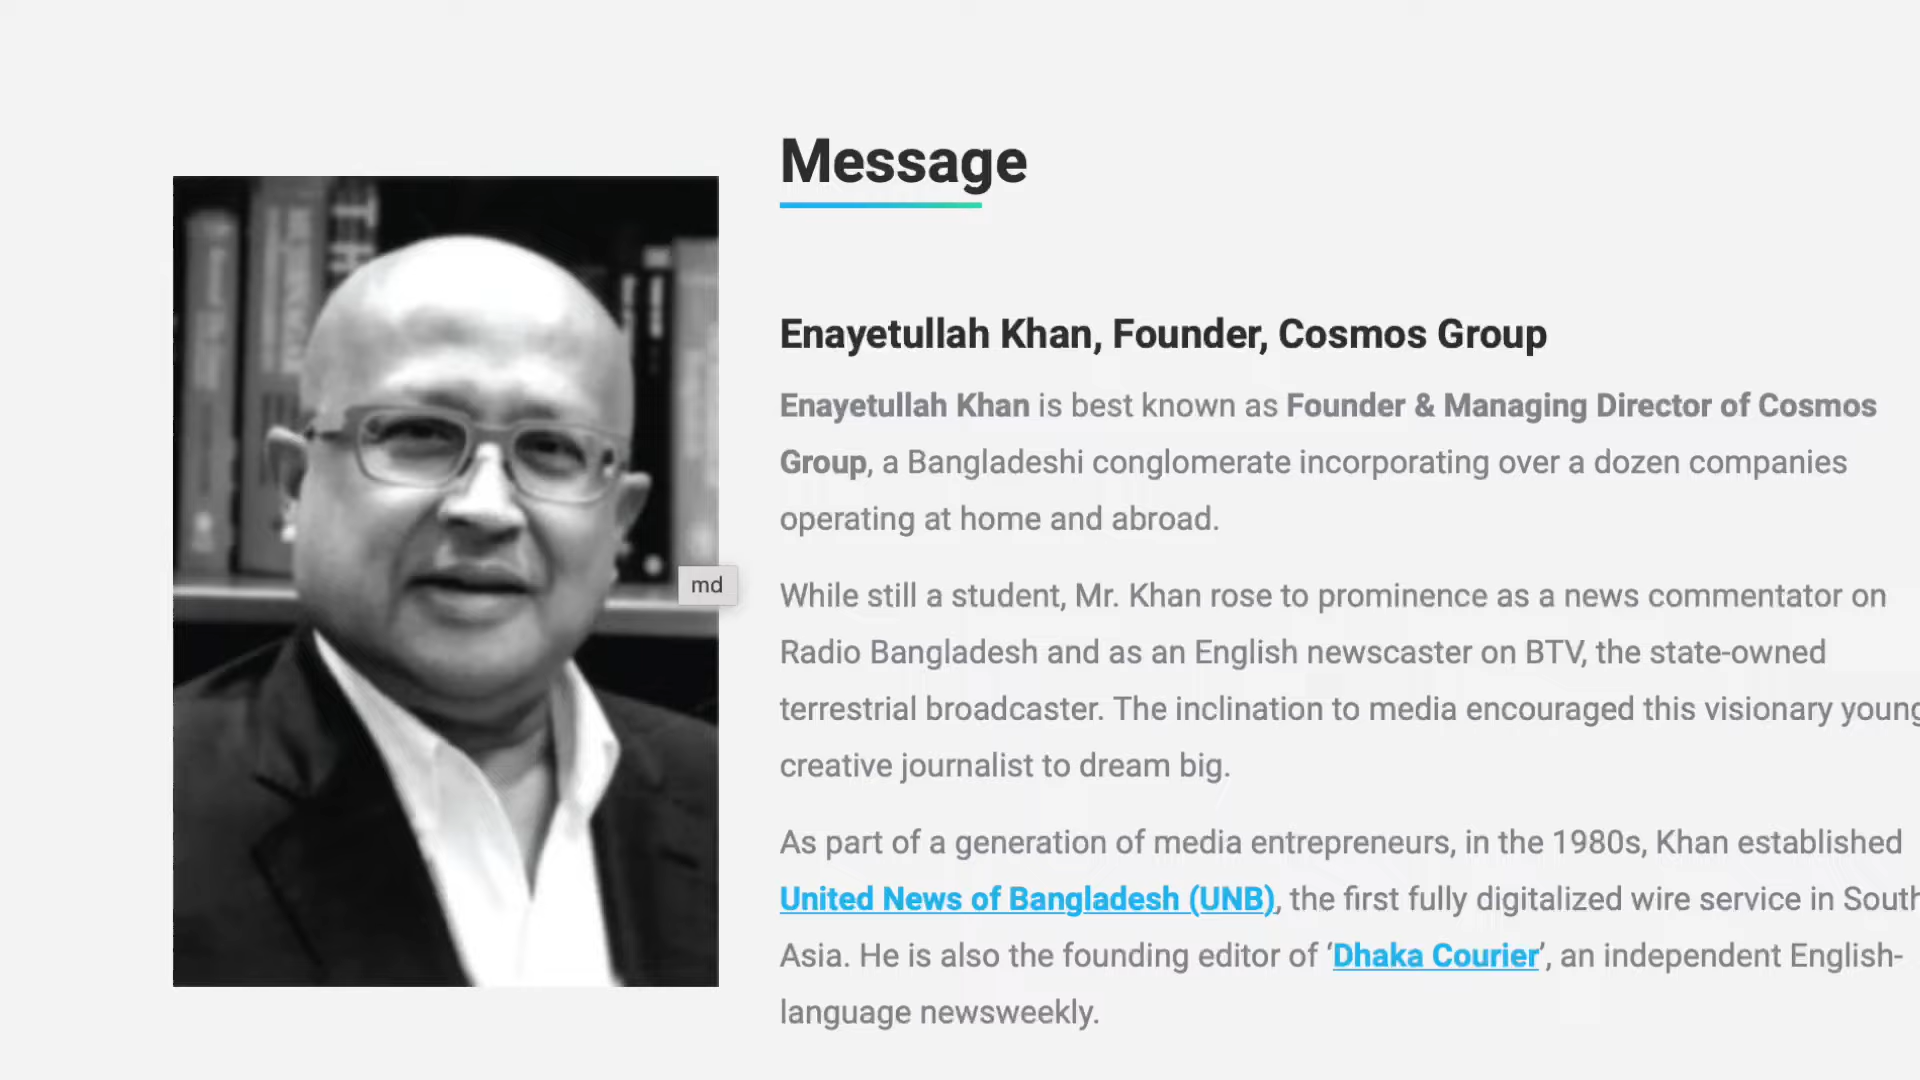 Message
Enayetullah Khan, Founder, Cosmos Group
Enayetullah Khan is best known as Founder & Managing Director of Cosmos
Group, a Bangladeshi conglomerate incorporating over a dozen companies
operating at home and abroad.
md
While still a student, Mr. Khan rose to prominence as a news commentator on
Radio Bangladesh and as an English newscaster on BTV, the state-owned
terrestrial broadcaster. The inclination to media encouraged this visionary young
creative journalist to dream big.
As part of a generation of media entrepreneurs, in the 1980s, Khan established
United News of Bangladesh (UNB), the first fully digitalized wire service in South
Asia. He is also the founding editor of ‘Dhaka Courier’, an independent English-
language newsweekly.